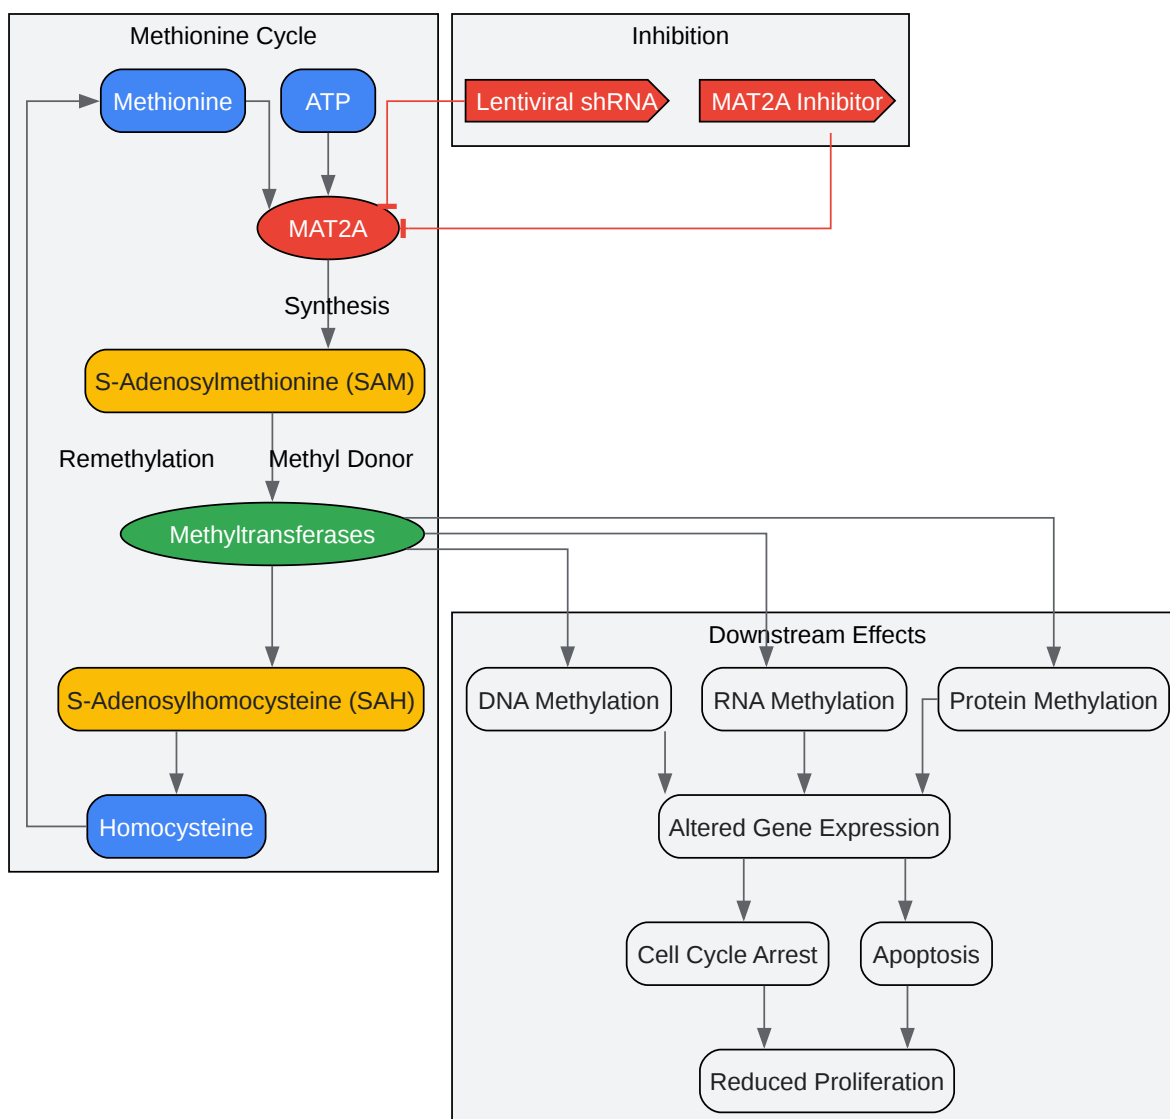 Methionine Cycle
Inhibition
Methionine
ATP
Lentiviral shRNA
MAT2A Inhibitor
MAT2A
Synthesis
S-Adenosylmethionine (SAM)
Remethylation
Methyl Donor
Methyltransferases
Downstream Effects
S-Adenosylhomocysteine (SAH)
DNA Methylation
RNA Methylation
Protein Methylation
Homocysteine
Altered Gene Expression
Cell Cycle Arrest
Apoptosis
Reduced Proliferation